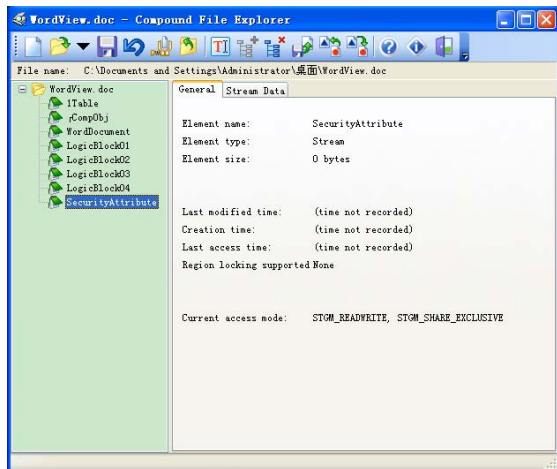 WordView.doc - Compound File Explorer
File name: C:\Documents and Settings\Administrator\桌面\WordView.doc
WordView.doc
1Table
CompObj
WordDocument
LogicBlock01
LogicBlock02
LogicBlock03
LogicBlock04
SecurityAttribute
General Stream Data
Element name: SecurityAttribute
Element type: Stream
Element size: 0 bytes
Last modified time: (time not recorded)
Creation time: (time not recorded)
Last access time: (time not recorded)
Region locking supported None
Current access mode: STGM_READWRITE, STGM_SHARE_EXCLUSIVE